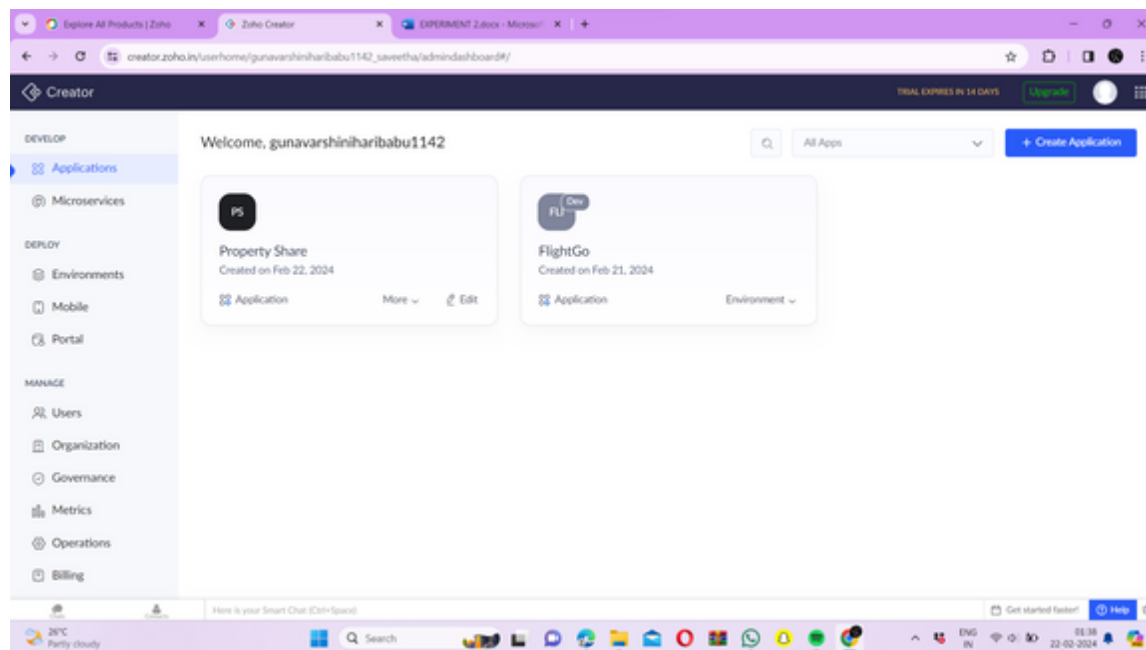 Explore All Products | Zoho
Zoho Creator
EXPERIMENT 2.docx - Microsof
creator.zoho.in/userhome/gunavarshiniharibabu1142_saveetha/admindashboard#/
Creator
TRIAL EXPIRES IN 14 DAYS
Upgrade
DEVELOP
Applications
Microservices
DEPLOY
Environments
Mobile
Portal
MANAGE
Users
Organization
Governance
Metrics
Operations
Billing
Welcome, gunavarshiniharibabu1142
All Apps
+ Create Application
PS
Property Share
Created on Feb 22, 2024
Application
More
Edit
FLI
Dev
FlightGo
Created on Feb 21, 2024
Application
Environment
Chats
Contacts
Here is your Smart Chat (Ctrl+Space)
Get started faster!
Help
26°C
Partly cloudy
Search
ENG
IN
01:38
22-02-2024